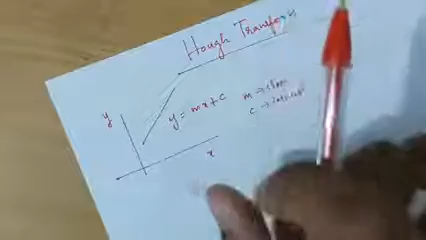 Hough Transform
y
y = mx+c
m → slope
c → intercept
x